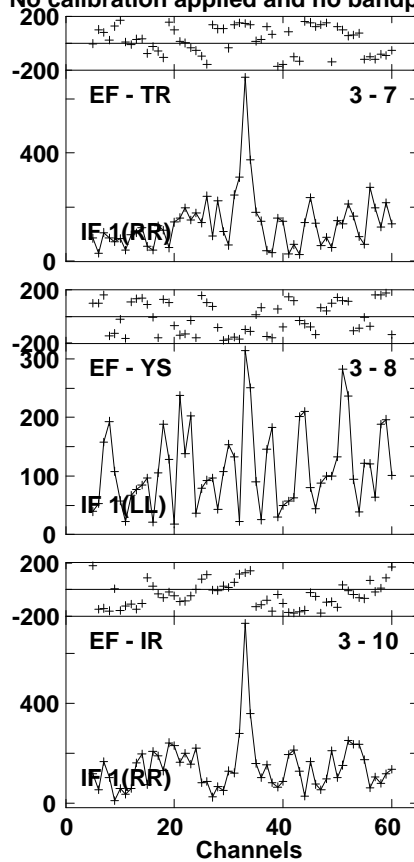 No calibration applied and no bandp
-200
EF - TR 3 - 7
400
IF 1(RR)
0
200
-200
300
EF - YS 3 - 8
200
100
IF 1(LL)
0
200
-200
EF - IR 3 - 10
400
IF 1(RR)
0
0 20 40 60
Channels